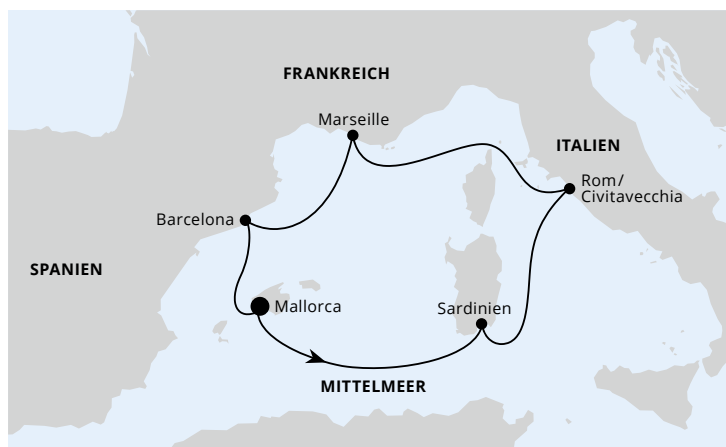 FRANKREICH
Marseille
ITALIEN
Rom/
Civitavecchia
Barcelona
SPANIEN
Mallorca
Sardinien
MITTELMEER